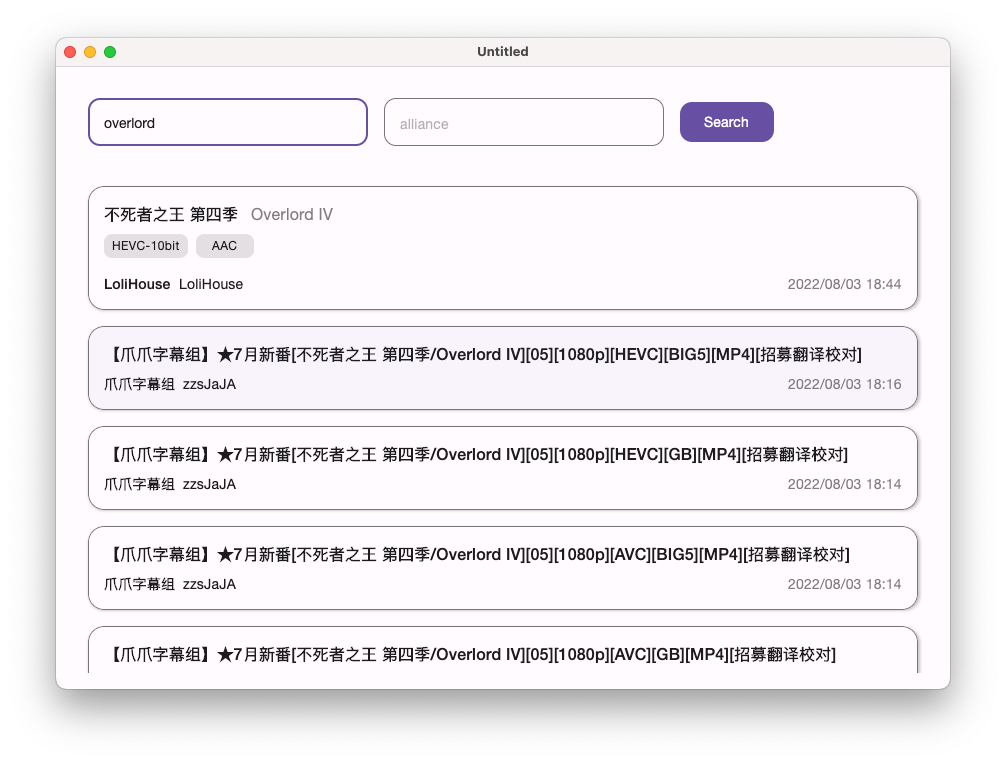 Untitled
overlord alliance Search
不死者之王 第四季 Overlord IV
HEVC-10bit AAC
LoliHouse LoliHouse 2022/08/03 18:44
【爪爪字幕组】★7月新番[不死者之王 第四季/Overlord IV][05][1080p][HEVC][BIG5][MP4][招募翻译校对]
爪爪字幕组 zzsJaJA 2022/08/03 18:16
【爪爪字幕组】★7月新番[不死者之王 第四季/Overlord IV][05][1080p][HEVC][GB][MP4][招募翻译校对]
爪爪字幕组 zzsJaJA 2022/08/03 18:14
【爪爪字幕组】★7月新番[不死者之王 第四季/Overlord IV][05][1080p][AVC][BIG5][MP4][招募翻译校对]
爪爪字幕组 zzsJaJA 2022/08/03 18:14
【爪爪字幕组】★7月新番[不死者之王 第四季/Overlord IV][05][1080p][AVC][GB][MP4][招募翻译校对]